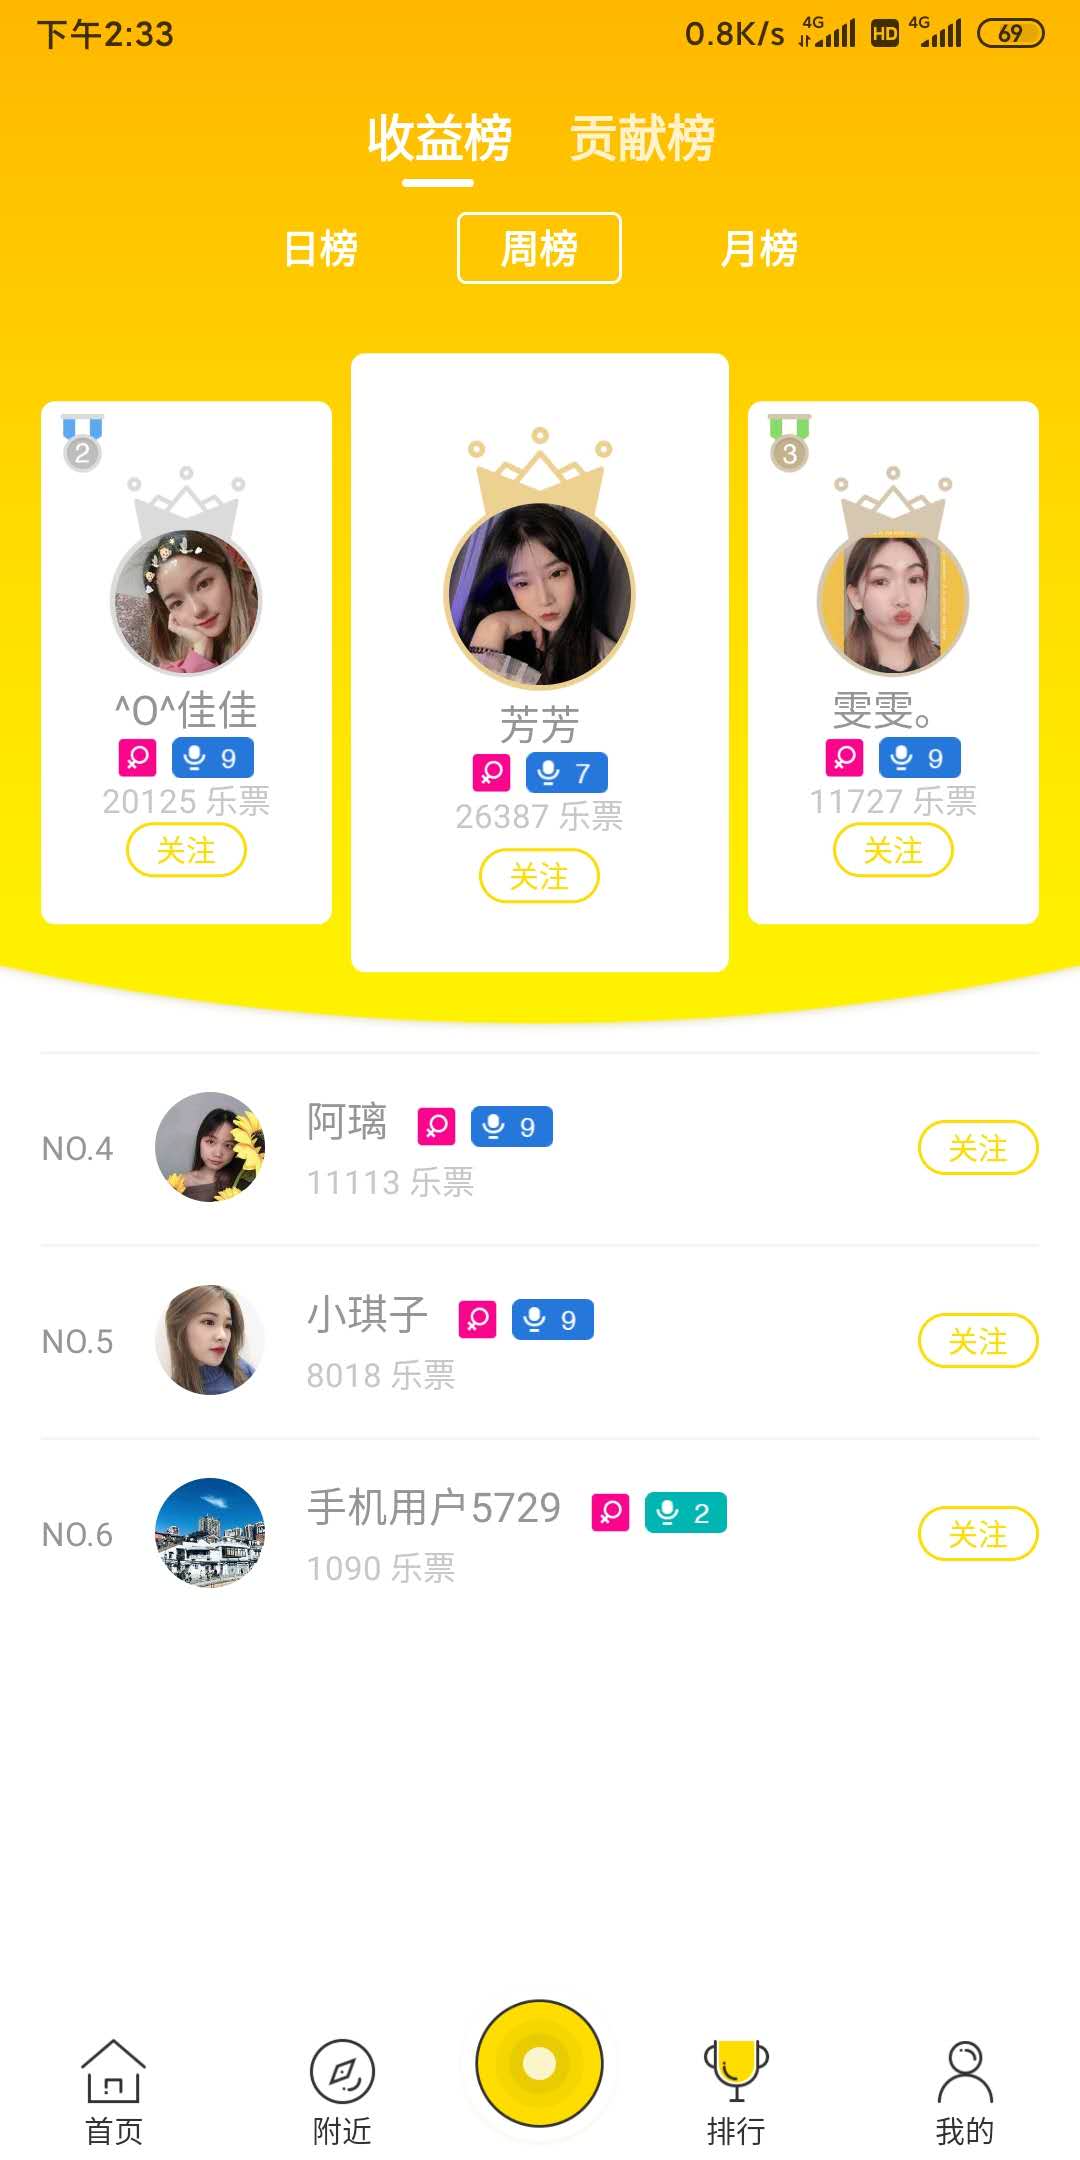 下午2:33 0.8K/s 4G HD 4G 69
收益榜 贡献榜
日榜 周榜 月榜
2
^O^佳佳
9
20125 乐票
关注
芳芳
7
26387 乐票
关注
3
雯雯。
9
11727 乐票
关注
NO.4 阿璃 9
11113 乐票
关注
NO.5 小琪子 9
8018 乐票
关注
NO.6 手机用户5729 2
1090 乐票
关注
首页 附近 排行 我的